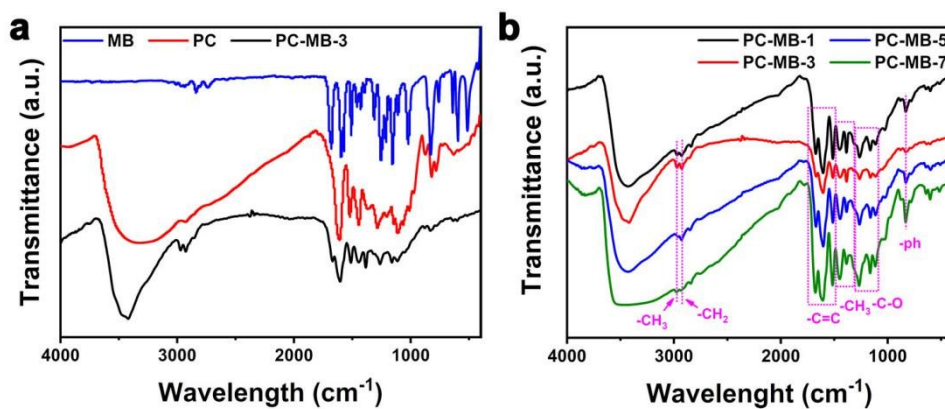 a
MB PC PC-MB-3
Transmittance (a.u.)
4000 3000 2000 1000
Wavelength (cm⁻¹)
b
PC-MB-1 PC-MB-5
PC-MB-3 PC-MB-7
Transmittance (a.u.)
-ph
-CH₃ -CH₂ -C=C -CH₃ -C-O
4000 3000 2000 1000
Wavelenght (cm⁻¹)